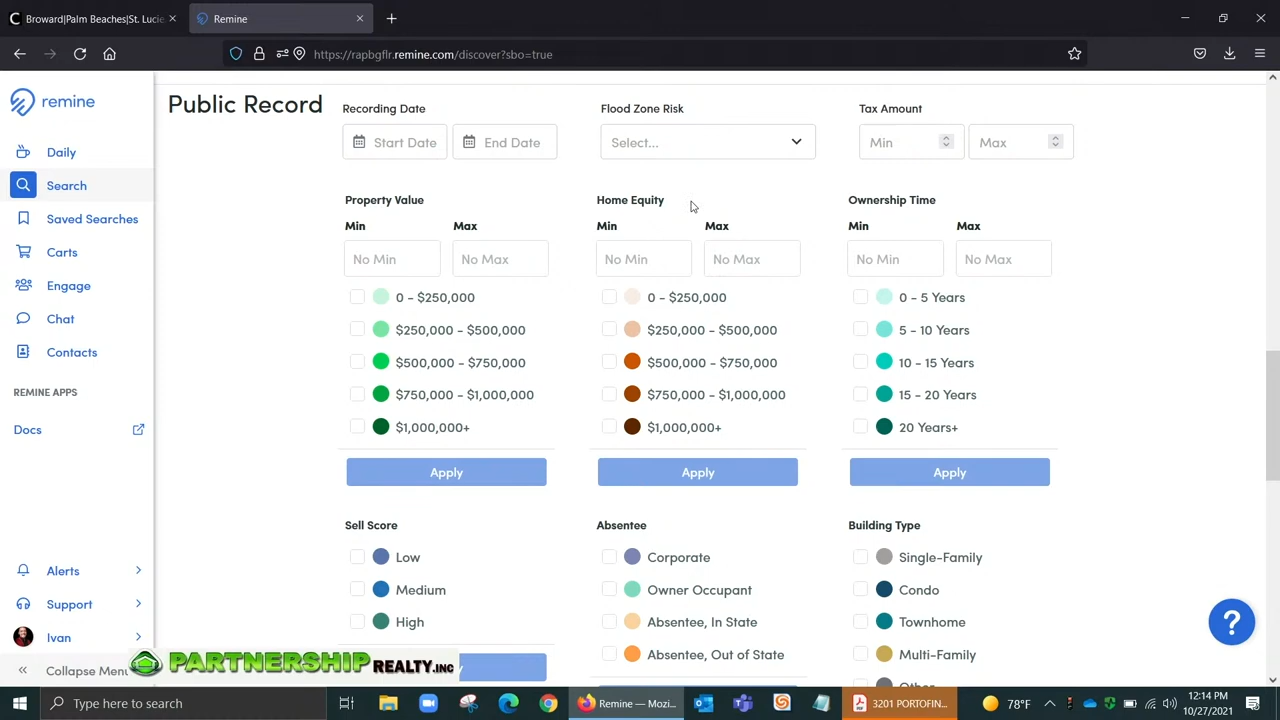 Broward|Palm Beaches|St. Lucie
Remine
https://rapbgflr.remine.com/discover?sbo=true
remine
Daily
Search
Saved Searches
Carts
Engage
Chat
Contacts
REMINE APPS
Docs
Alerts
Support
Ivan
Collapse Menu
Public Record
Recording Date
Start Date
End Date
Flood Zone Risk
Select...
Tax Amount
Min
Max
Property Value
Min Max
No Min
No Max
0 - $250,000
$250,000 - $500,000
$500,000 - $750,000
$750,000 - $1,000,000
$1,000,000+
Apply
Home Equity
Min Max
No Min
No Max
0 - $250,000
$250,000 - $500,000
$500,000 - $750,000
$750,000 - $1,000,000
$1,000,000+
Apply
Ownership Time
Min Max
No Min
No Max
0 - 5 Years
5 - 10 Years
10 - 15 Years
15 - 20 Years
20 Years+
Apply
Sell Score
Low
Medium
High
Absentee
Corporate
Owner Occupant
Absentee, In State
Absentee, Out of State
Building Type
Single-Family
Condo
Townhome
Multi-Family
Other
?
PARTNERSHIP REALTY.INC
Type here to search
Remine — Mozi...
3201 PORTOFIN...
78°F
12:14 PM
10/27/2021